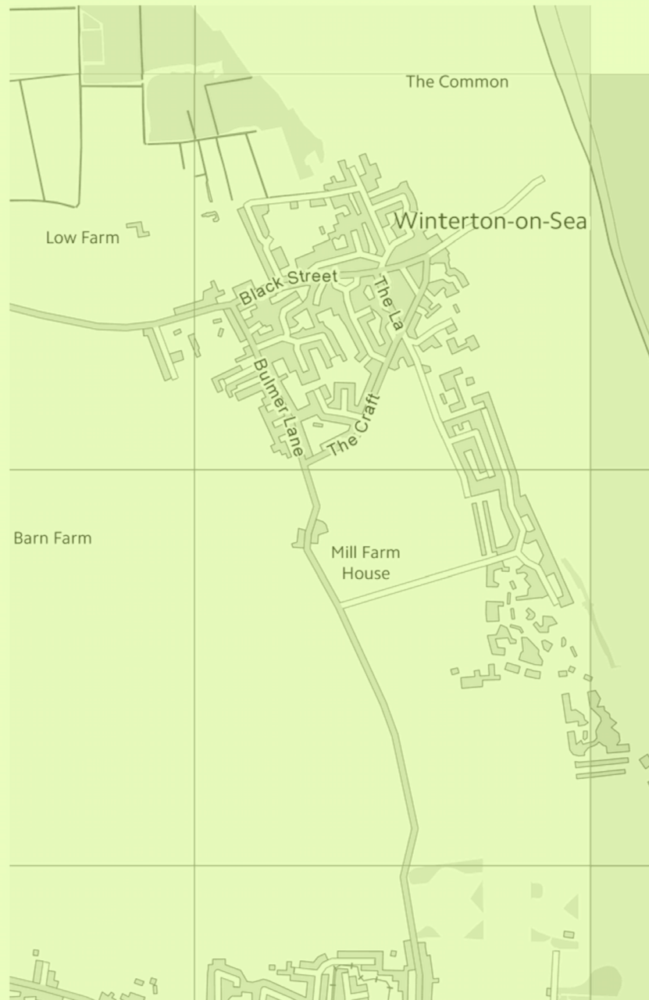 The Common
Winterton-on-Sea
Low Farm
Black Street
The La
Bulmer Lane
The Craft
Barn Farm
Mill Farm
House